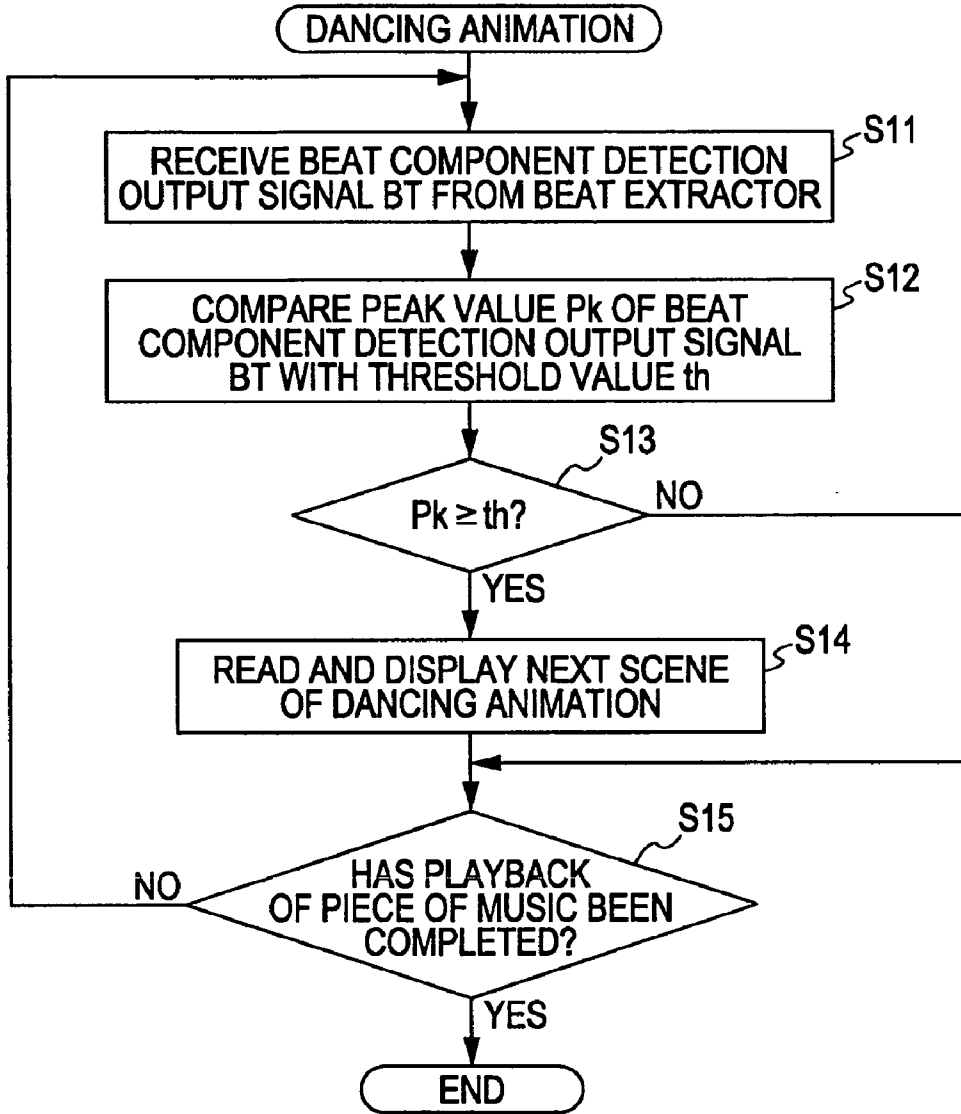 DANCING ANIMATION
S11
RECEIVE BEAT COMPONENT DETECTION
OUTPUT SIGNAL BT FROM BEAT EXTRACTOR
S12
COMPARE PEAK VALUE Pk OF BEAT
COMPONENT DETECTION OUTPUT SIGNAL
BT WITH THRESHOLD VALUE th
S13
Pk ≥ th?
NO
YES
S14
READ AND DISPLAY NEXT SCENE
OF DANCING ANIMATION
S15
HAS PLAYBACK
OF PIECE OF MUSIC BEEN
COMPLETED?
NO
YES
END